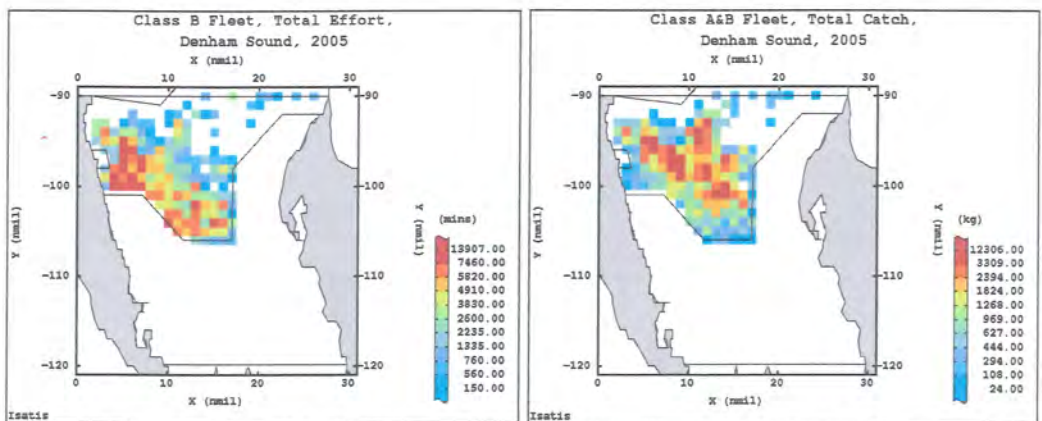 Class B Fleet, Total Effort,
Denham Sound, 2005
X (nmil)
0 10 20 30
-90 -90
-100 -100
-110 -110
-120 -120
Y (nmil)
Y (nmil)
0 10 20 30
X (nmil)
(mins)
13907.00
7460.00
5820.00
4910.00
3830.00
2600.00
2235.00
1335.00
760.00
560.00
150.00
Isatis
Class A&B Fleet, Total Catch,
Denham Sound, 2005
X (nmil)
0 10 20 30
-90 -90
-100 -100
-110 -110
-120 -120
Y (nmil)
Y (nmil)
0 10 20 30
X (nmil)
(kg)
12306.00
3309.00
2394.00
1824.00
1268.00
969.00
627.00
444.00
294.00
108.00
24.00
Isatis